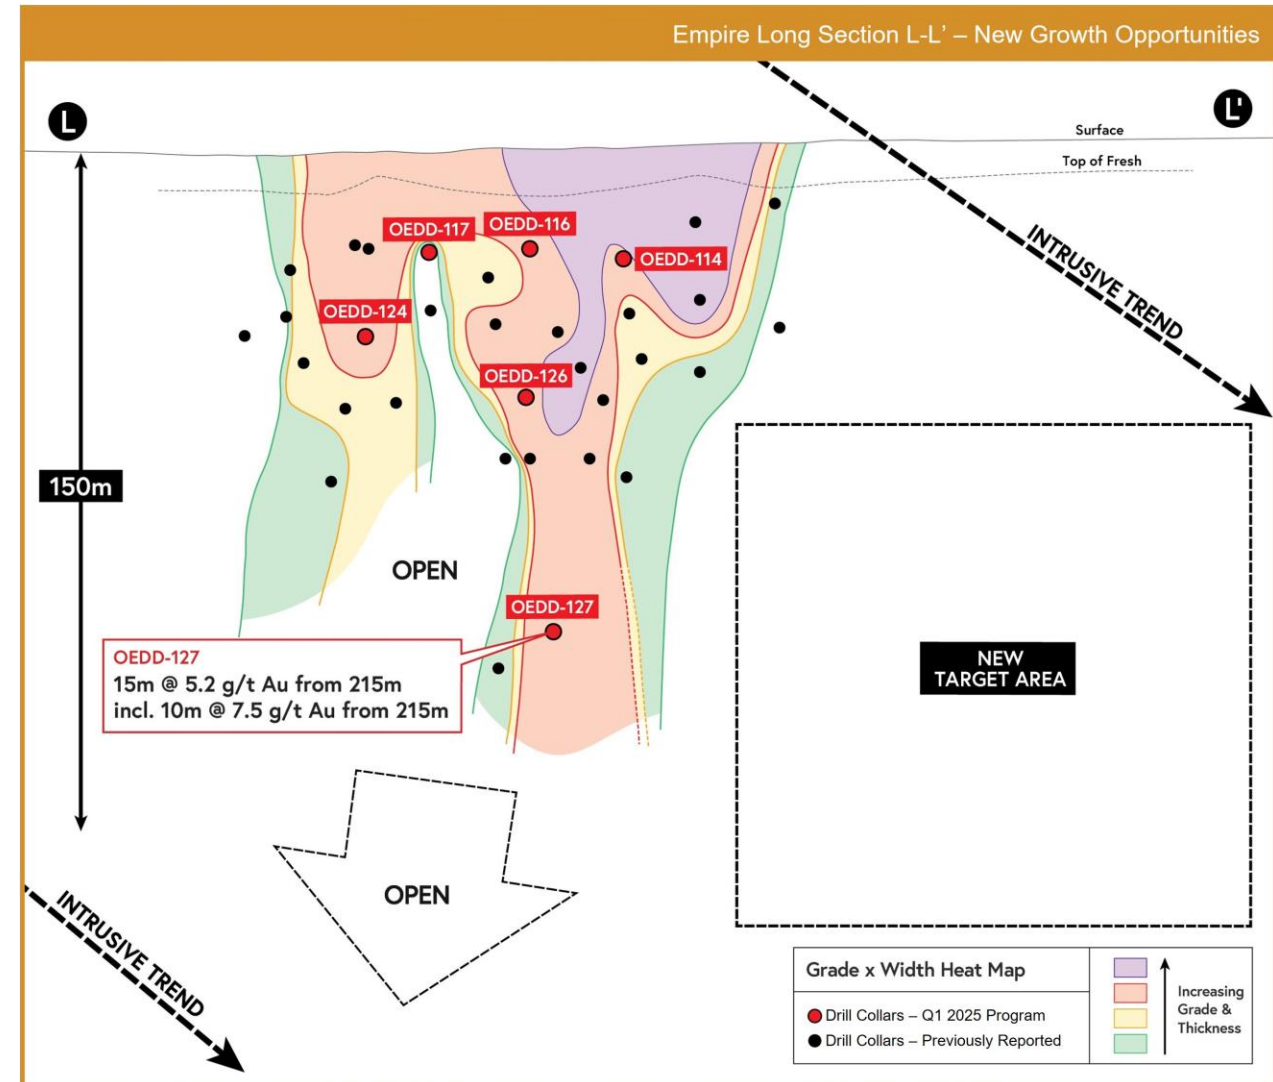 Empire Long Section L-L’ – New Growth Opportunities
L
L'
Surface
Top of Fresh
INTRUSIVE TREND
OEDD-117
OEDD-116
OEDD-114
OEDD-124
OEDD-126
150m
OPEN
OEDD-127
OEDD-127
15m @ 5.2 g/t Au from 215m
incl. 10m @ 7.5 g/t Au from 215m
NEW
TARGET AREA
OPEN
INTRUSIVE TREND
Grade x Width Heat Map
Drill Collars – Q1 2025 Program
Drill Collars – Previously Reported
Increasing
Grade &
Thickness